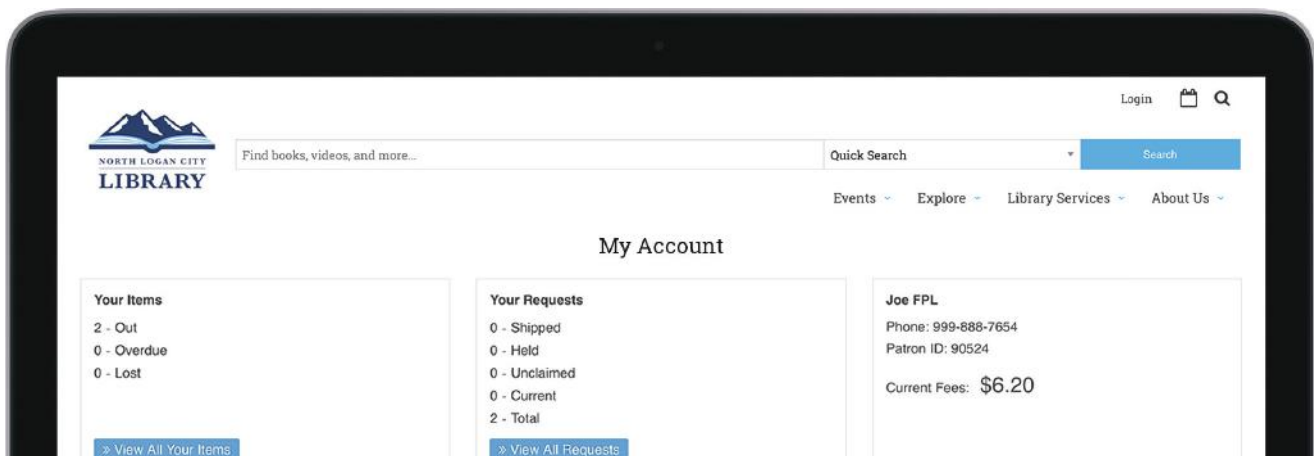 Login
NORTH LOGAN CITY
LIBRARY
Find books, videos, and more...
Quick Search
Search
Events
Explore
Library Services
About Us
My Account
Your Items
2 - Out
0 - Overdue
0 - Lost
» View All Your Items
Your Requests
0 - Shipped
0 - Held
0 - Unclaimed
0 - Current
2 - Total
» View All Requests
Joe FPL
Phone: 999-888-7654
Patron ID: 90524
Current Fees: $6.20